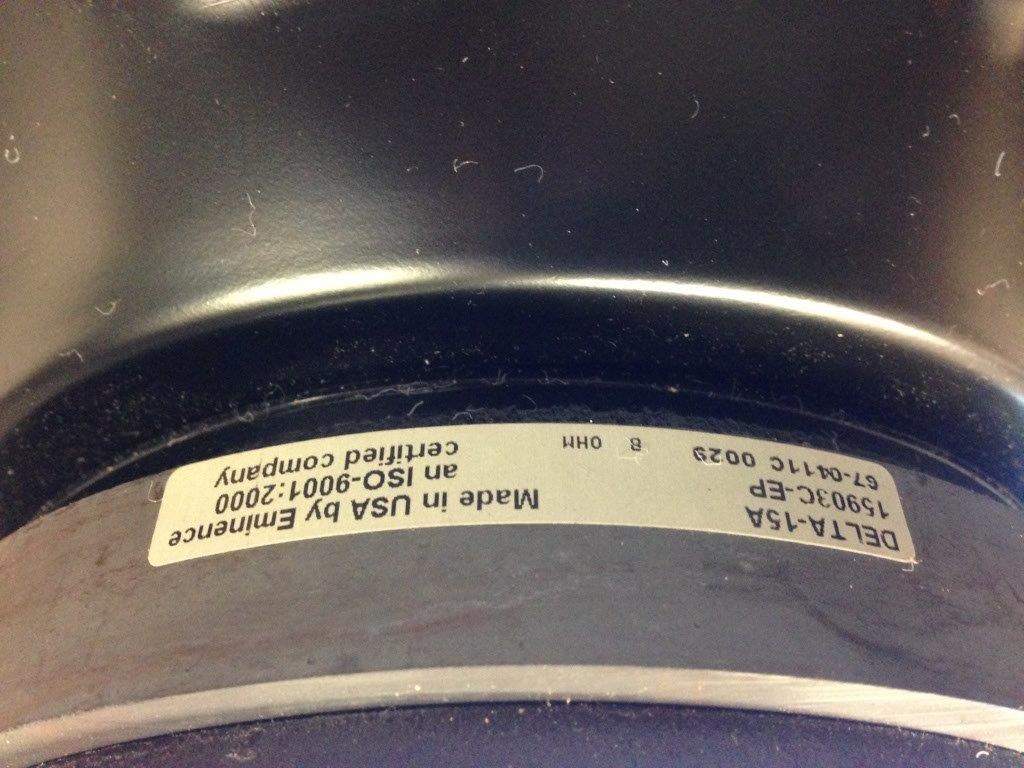 DELTA-15A
15903C-EP
67-0411C 0029
8 OHM
Made in USA by Eminence
an ISO-9001:2000
certified company